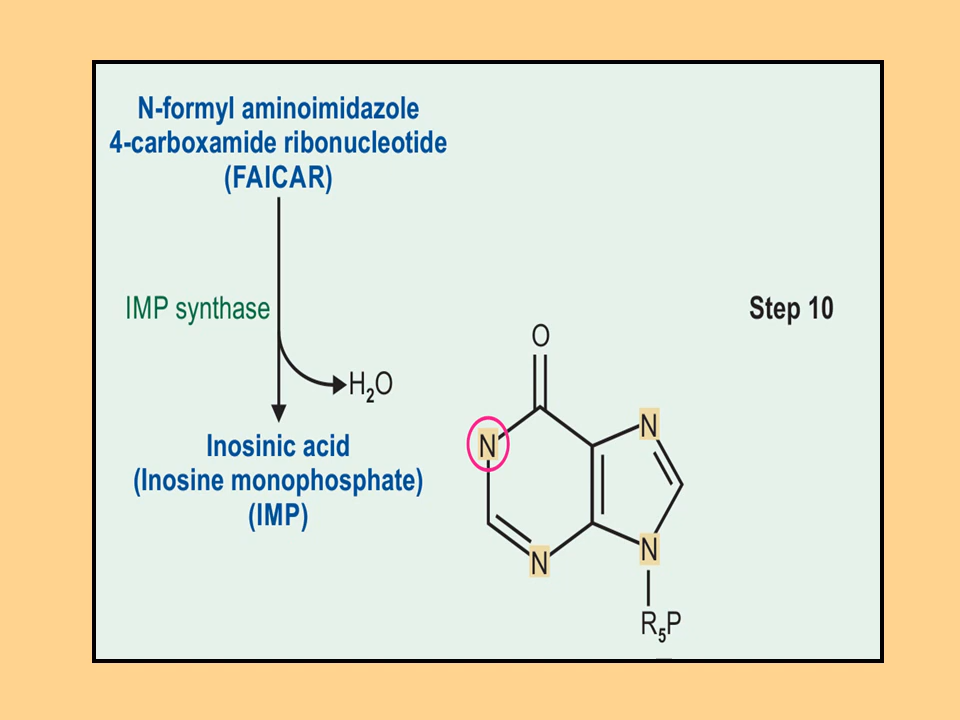 N-formyl aminoimidazole
4-carboxamide ribonucleotide
(FAICAR)
IMP synthase
Step 10
O
H₂O
N
N
Inosinic acid
(Inosine monophosphate)
(IMP)
N
N
R₅P